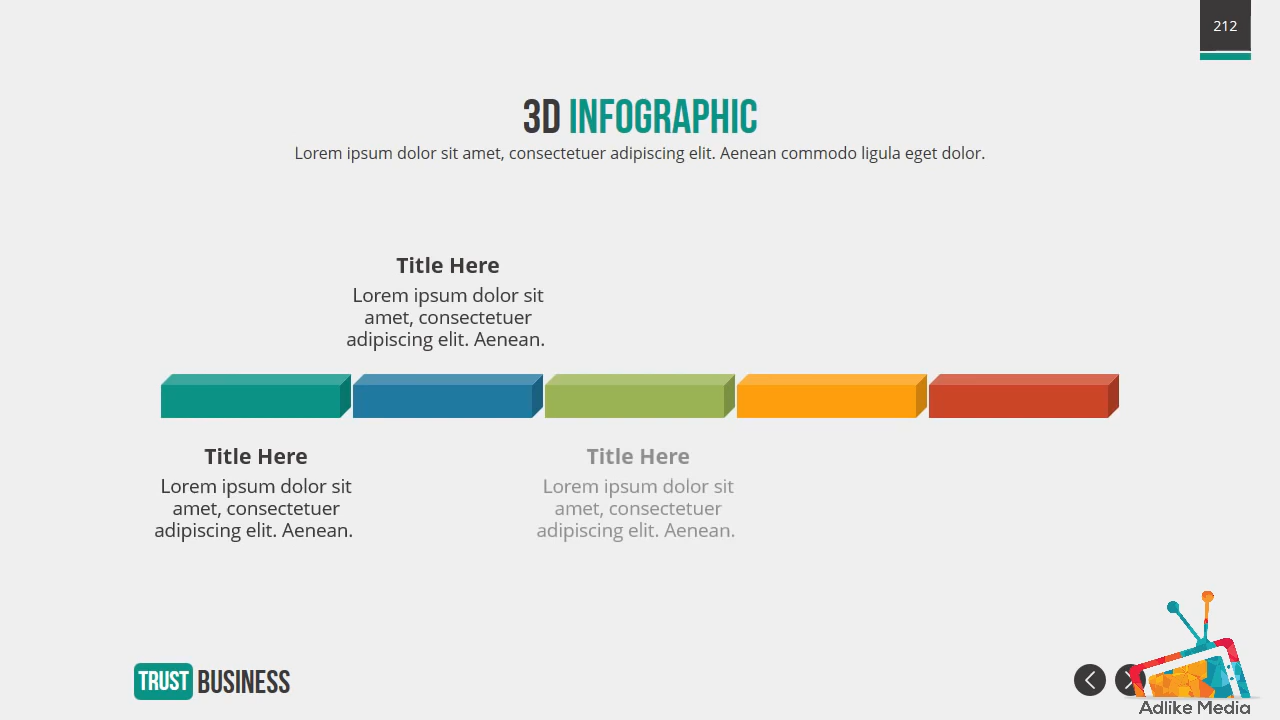 212
3D INFOGRAPHIC
Lorem ipsum dolor sit amet, consectetuer adipiscing elit. Aenean commodo ligula eget dolor.
Title Here
Lorem ipsum dolor sit
amet, consectetuer
adipiscing elit. Aenean.
Title Here
Lorem ipsum dolor sit
amet, consectetuer
adipiscing elit. Aenean.
Title Here
Lorem ipsum dolor sit
amet, consectetuer
adipiscing elit. Aenean.
TRUST BUSINESS
Adlike Media